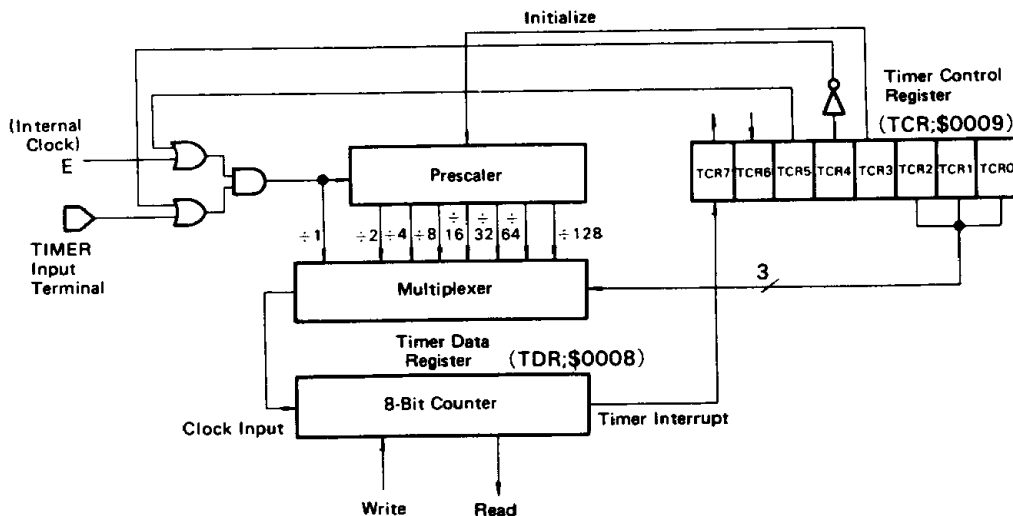 Initialize
Timer Control
Register
(TCR;$0009)
(Internal
Clock)
E
TCR7 TCR6 TCR5 TCR4 TCR3 TCR2 TCR1 TCR0
Prescaler
÷1 ÷2 ÷4 ÷8 ÷16 ÷32 ÷64 ÷128
TIMER
Input
Terminal
Multiplexer
3
Timer Data
Register
(TDR;$0008)
8-Bit Counter
Clock Input
Timer Interrupt
Write
Read